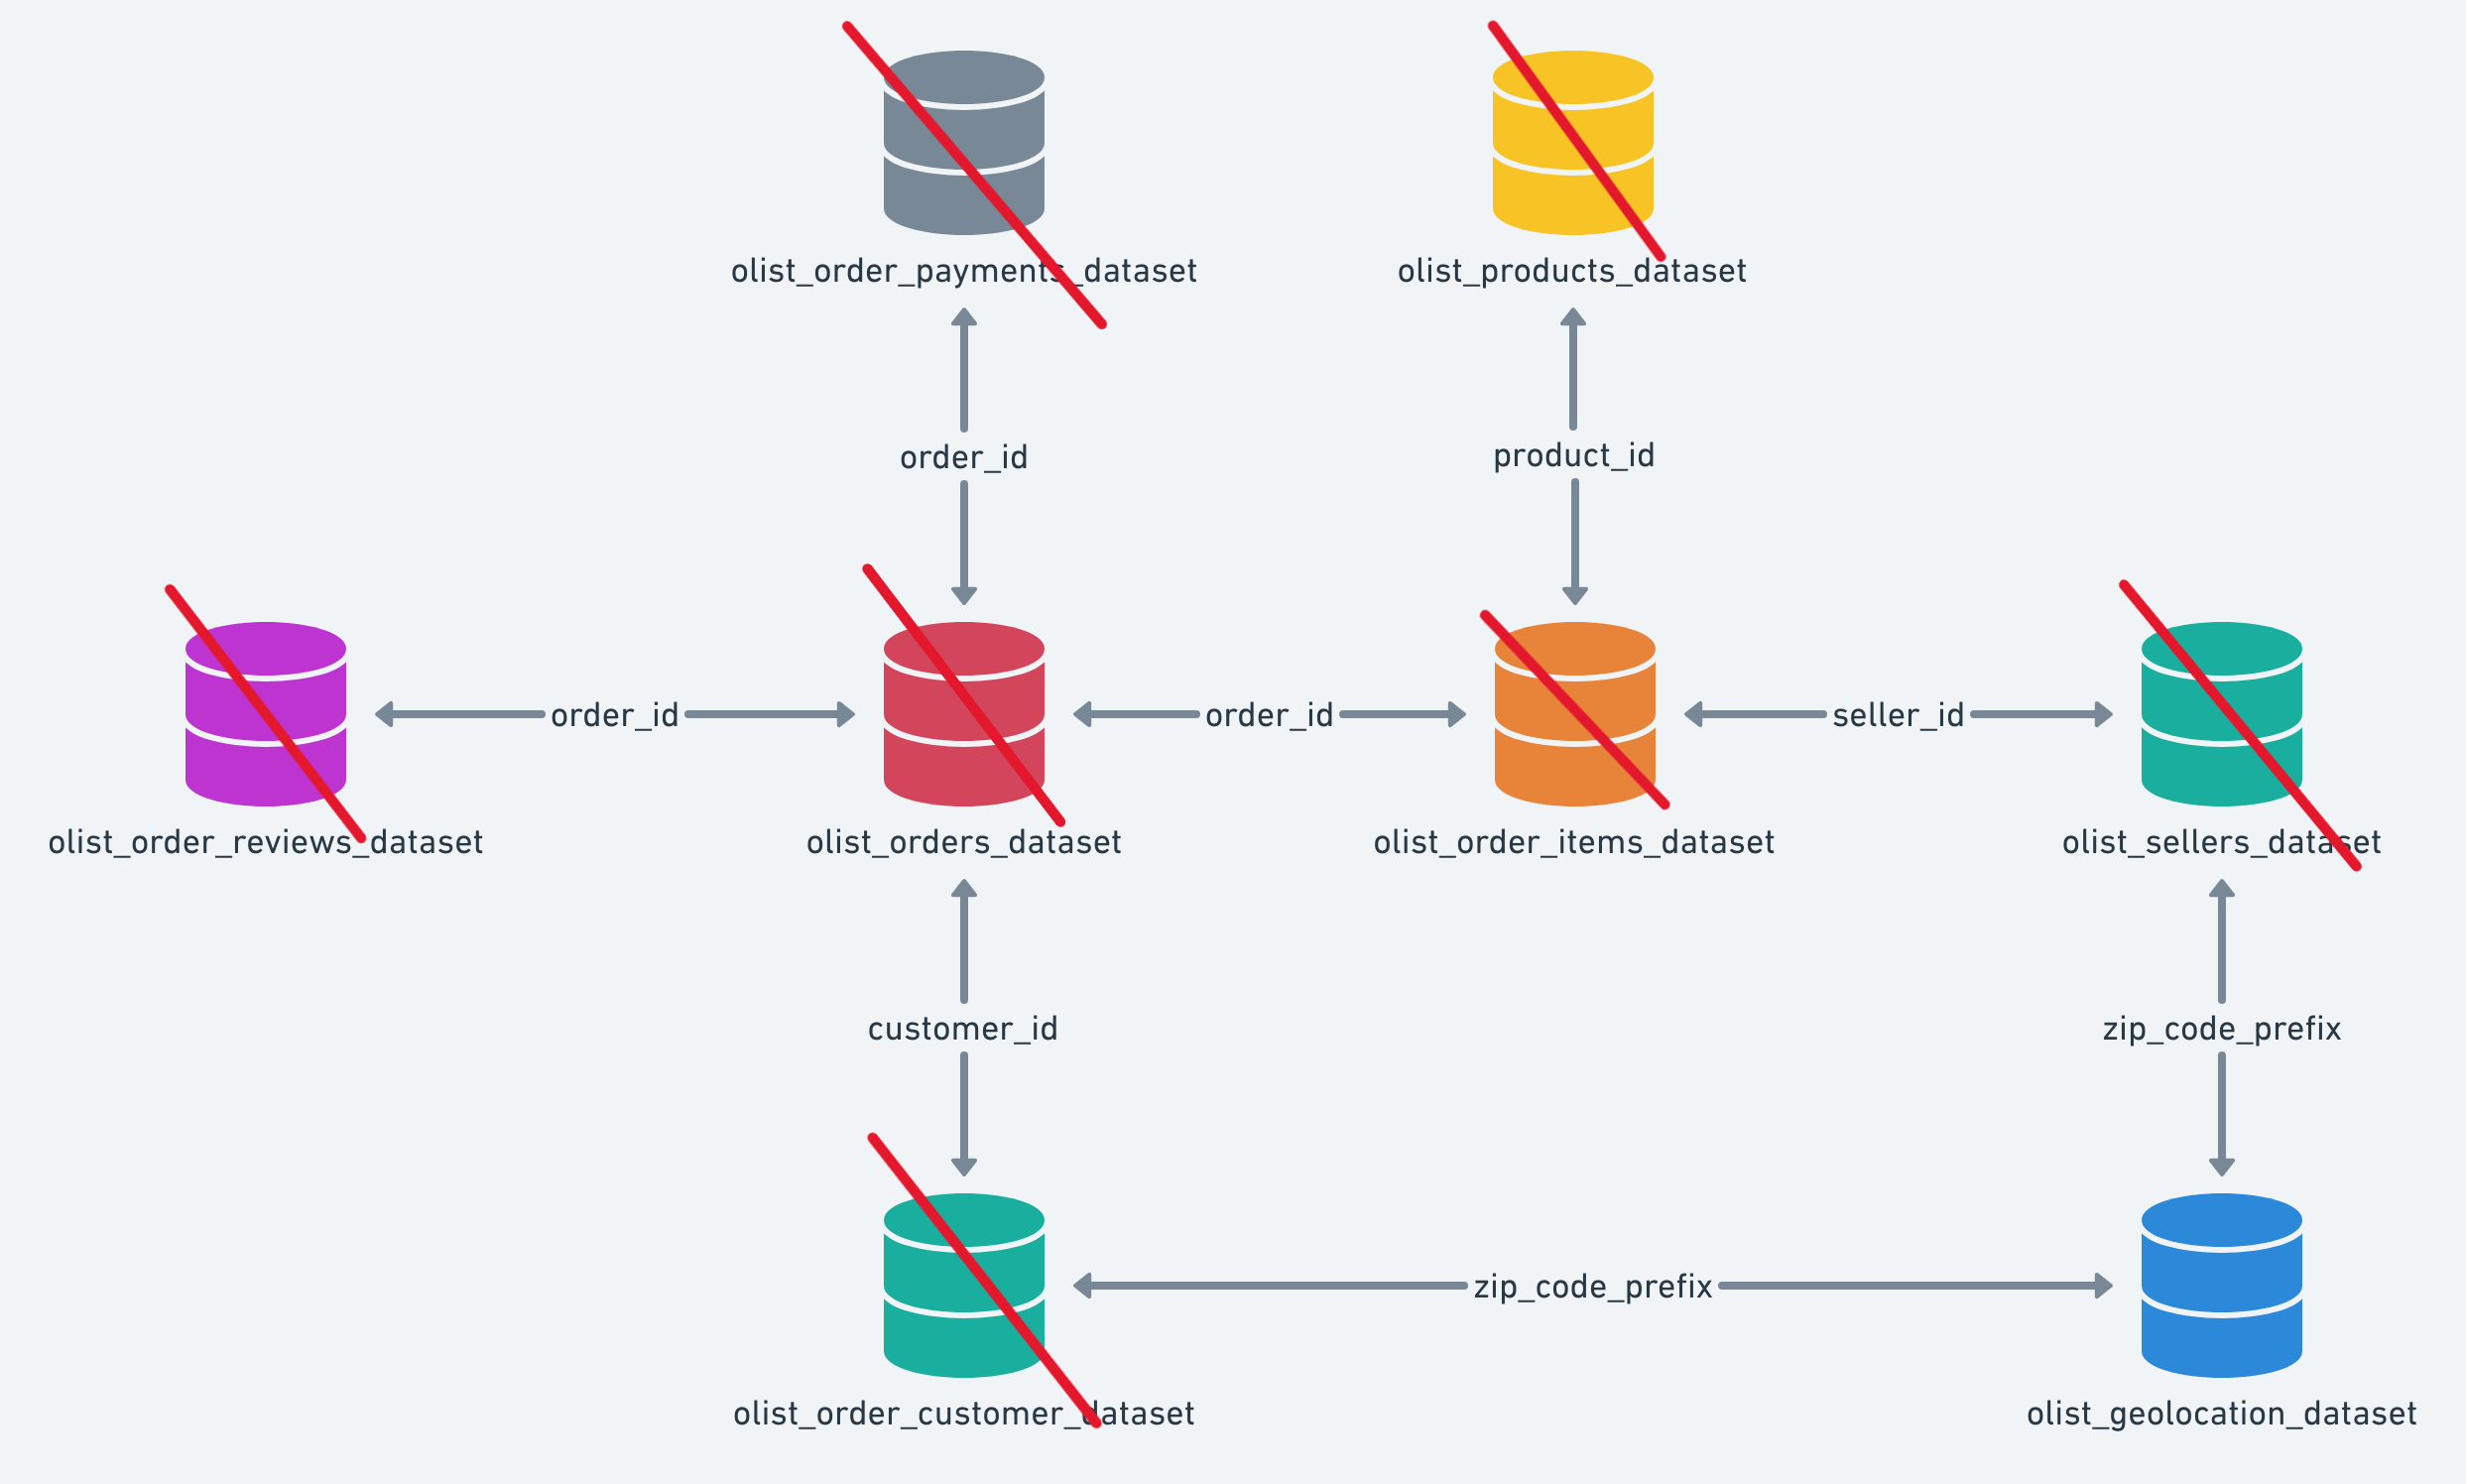 olist_order_payments_dataset
olist_products_dataset
order_id
product_id
order_id
order_id
seller_id
olist_order_reviews_dataset
olist_orders_dataset
olist_order_items_dataset
olist_sellers_dataset
customer_id
zip_code_prefix
zip_code_prefix
olist_order_customer_dataset
olist_geolocation_dataset